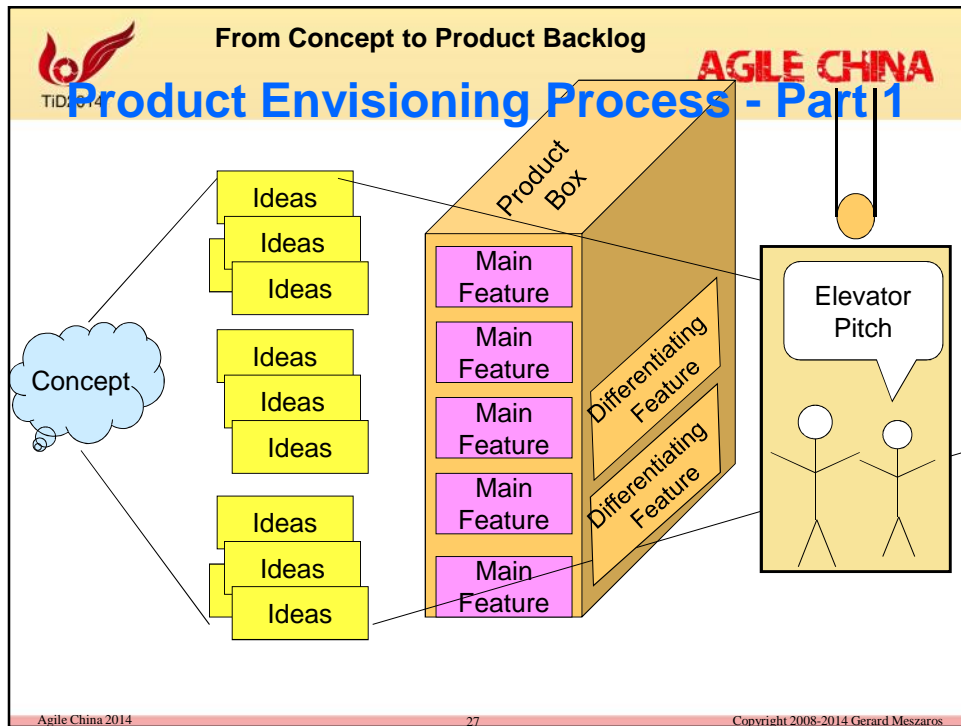 From Concept to Product Backlog
AGILE CHINA
TiD2014
Product Envisioning Process - Part 1
Concept
Ideas
Ideas
Ideas
Ideas
Ideas
Ideas
Ideas
Ideas
Ideas
Product
Box
Main
Feature
Main
Feature
Main
Feature
Main
Feature
Main
Feature
Differentiating
Feature
Differentiating
Feature
Elevator
Pitch
Agile China 2014
27
Copyright 2008-2014 Gerard Meszaros